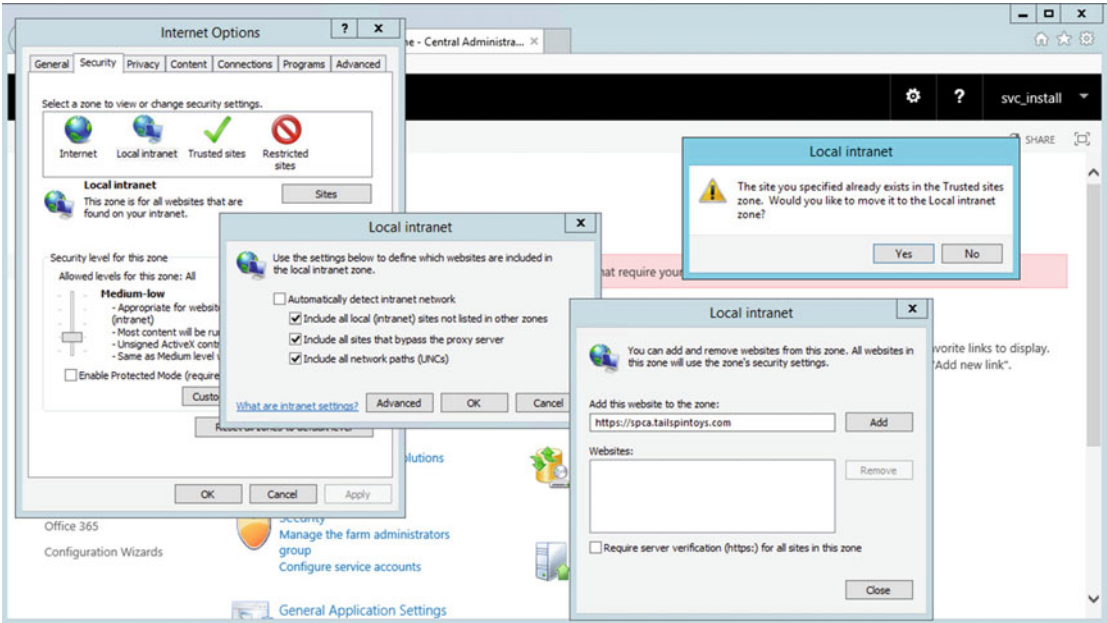 Internet Options
? x
ne - Central Administra... ×
General Security Privacy Content Connections Programs Advanced
Select a zone to view or change security settings.
Internet Local intranet Trusted sites Restricted
sites
Local intranet
This zone is for all websites that are
found on your intranet.
Sites
Security level for this zone
Allowed levels for this zone: All
Medium-low
- Appropriate for websit
(intranet)
- Most content will be ru
- Unsigned ActiveX cont
- Same as Medium level
Enable Protected Mode (require
Custo
OK Cancel Apply
Local intranet
x
Use the settings below to define which websites are included in
the local intranet zone.
Automatically detect intranet network
Include all local (intranet) sites not listed in other zones
Include all sites that bypass the proxy server
Include all network paths (UNCs)
What are intranet settings? Advanced OK Cancel
? svc_install
SHARE
Local intranet
The site you specified already exists in the Trusted sites
zone. Would you like to move it to the Local intranet
zone?
Yes No
hat require your
Local intranet
x
You can add and remove websites from this zone. All websites in
this zone will use the zone's security settings.
Add this website to the zone:
https://spca.tailspintoys.com Add
Websites:
Remove
Require server verification (https:) for all sites in this zone
Close
vorite links to display.
"Add new link".
olutions
Office 365
Configuration Wizards
Security
Manage the farm administrators
group
Configure service accounts
General Application Settings